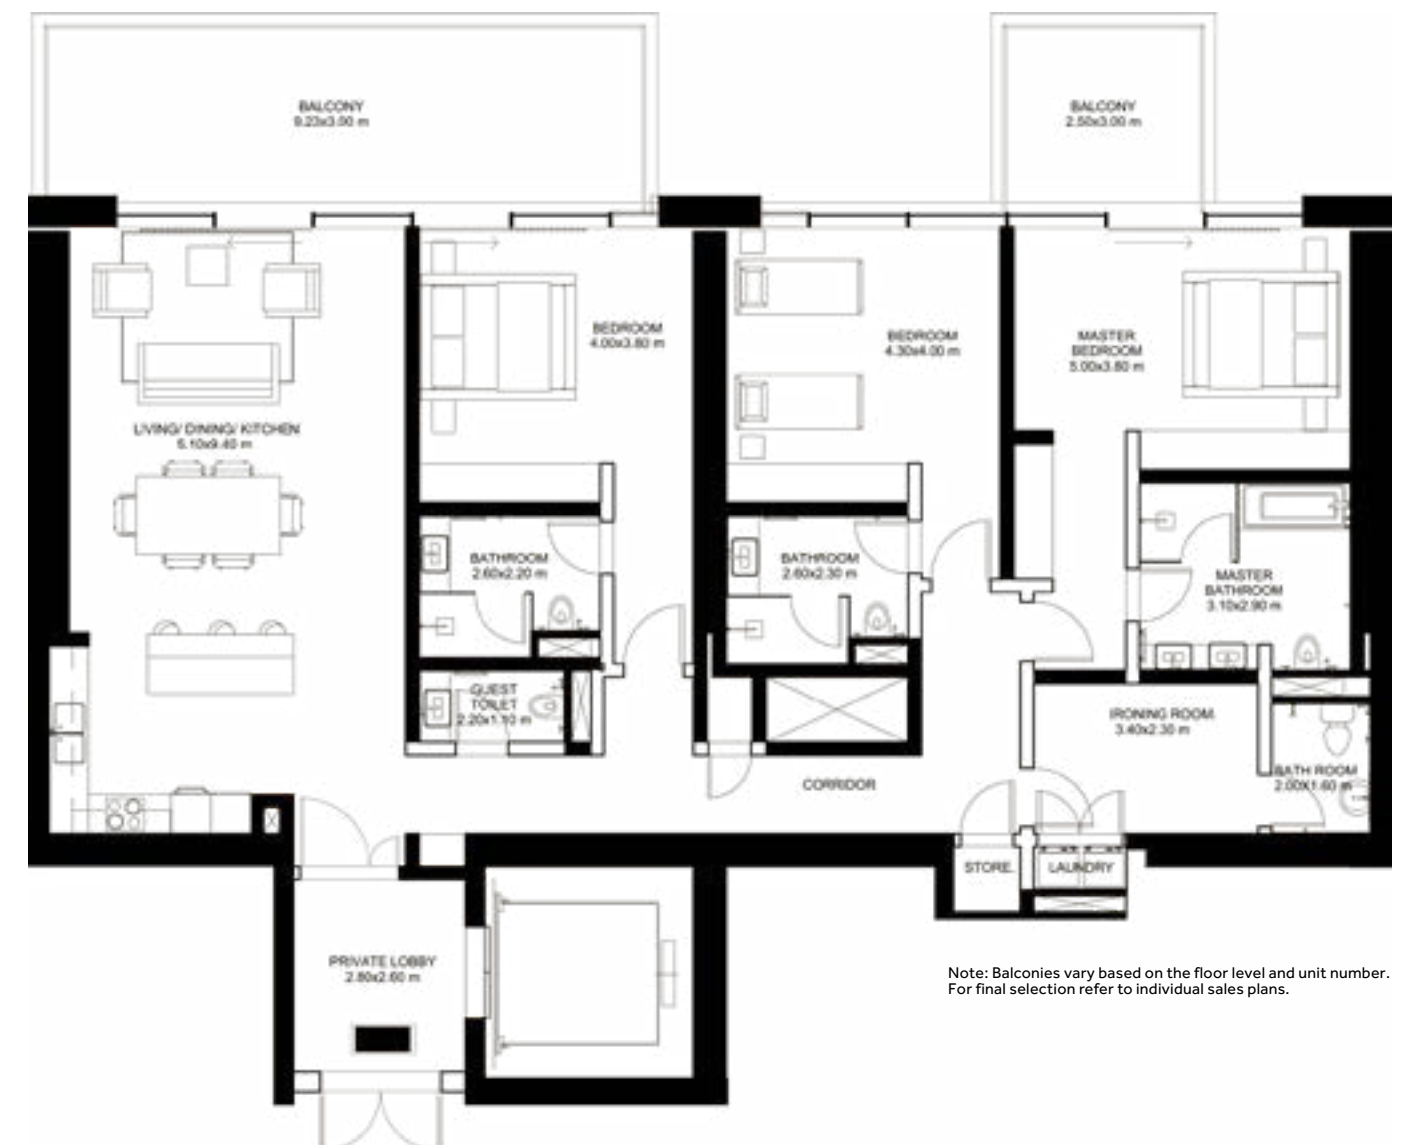 BALCONY
9.23x3.00 m
BALCONY
2.50x3.00 m
BEDROOM
4.00x3.80 m
BEDROOM
4.30x4.00 m
MASTER
BEDROOM
5.00x3.80 m
LIVING/ DINING/ KITCHEN
5.10x9.40 m
BATHROOM
2.60x2.20 m
BATHROOM
2.60x2.30 m
MASTER
BATHROOM
3.10x2.90 m
GUEST
TOILET
2.20x1.10 m
IRONING ROOM
3.40x2.30 m
BATH ROOM
2.00X1.60 m
CORRIDOR
STORE
LAUNDRY
PRIVATE LOBBY
2.80x2.60 m
Note: Balconies vary based on the floor level and unit number.
For final selection refer to individual sales plans.